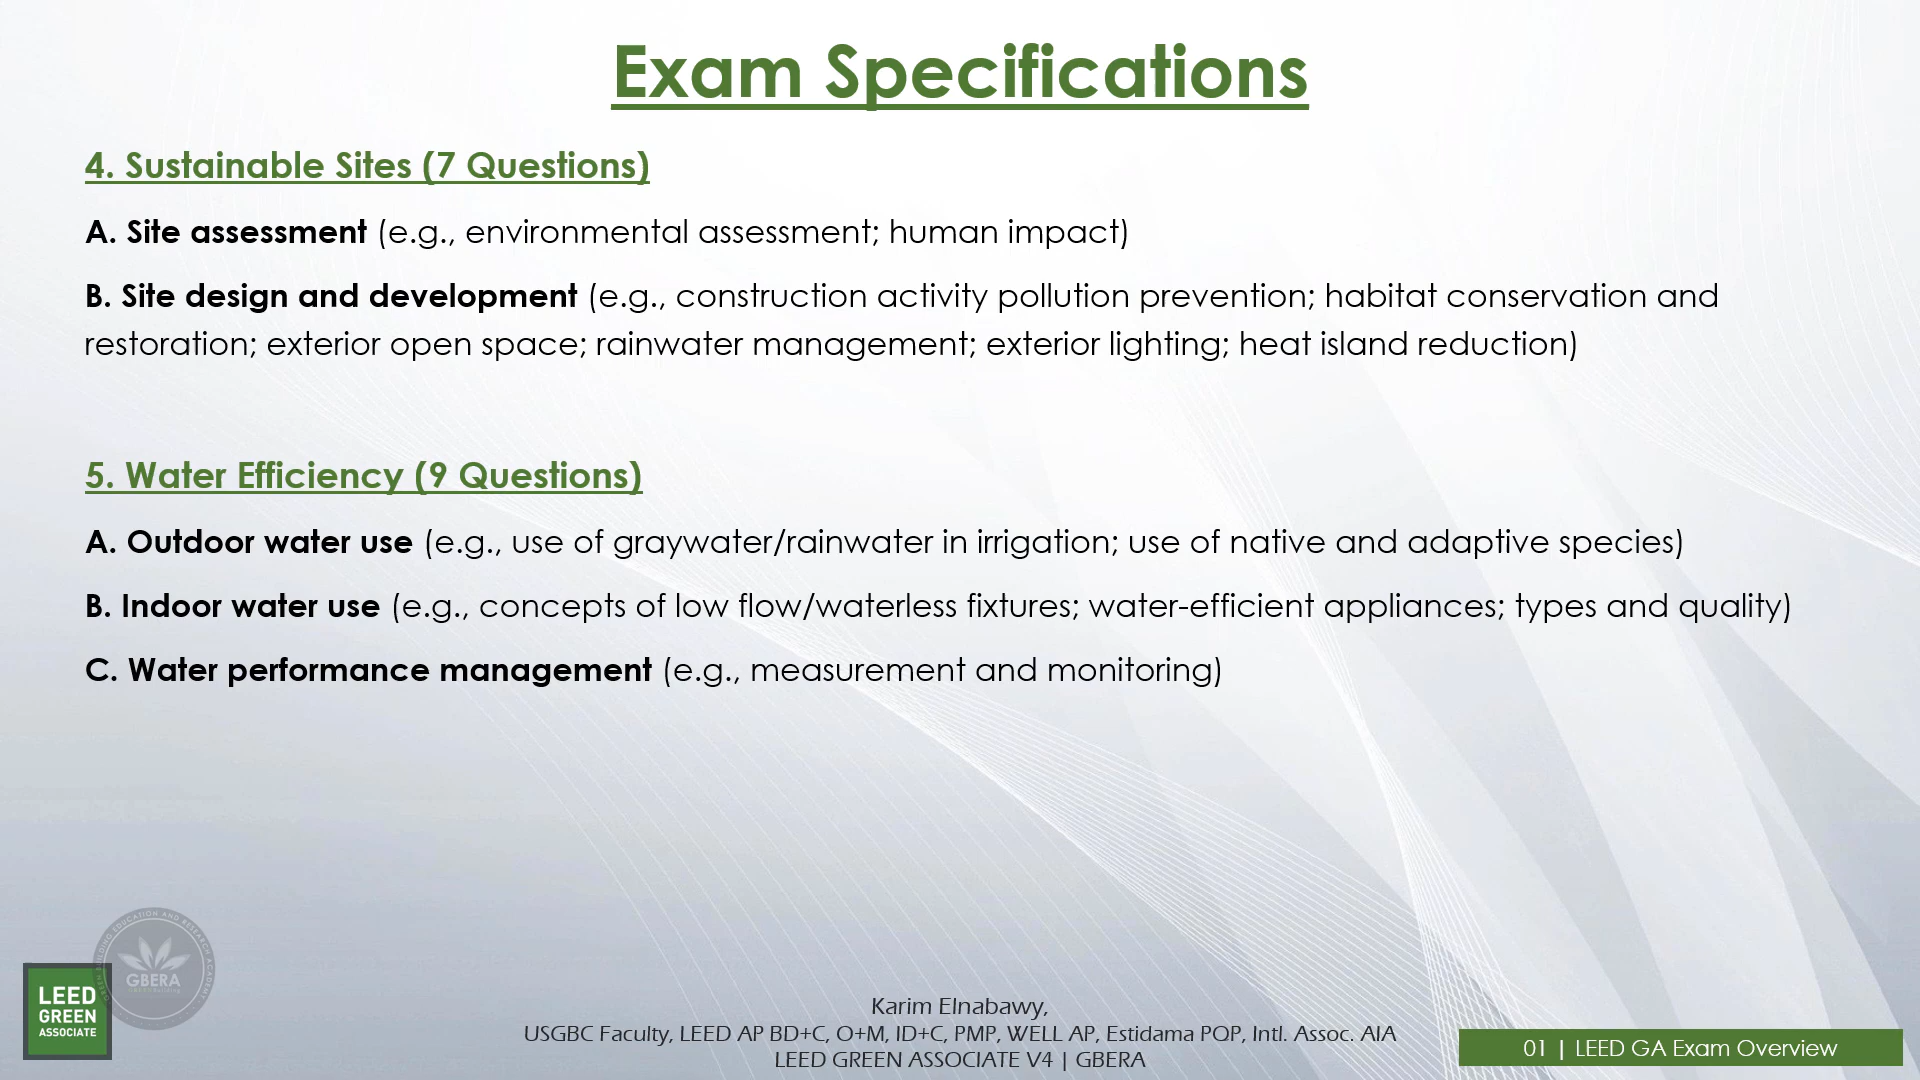 Exam Specifications
4. Sustainable Sites (7 Questions)
A. Site assessment (e.g., environmental assessment; human impact)
B. Site design and development (e.g., construction activity pollution prevention; habitat conservation and
restoration; exterior open space; rainwater management; exterior lighting; heat island reduction)
5. Water Efficiency (9 Questions)
A. Outdoor water use (e.g., use of graywater/rainwater in irrigation; use of native and adaptive species)
B. Indoor water use (e.g., concepts of low flow/waterless fixtures; water-efficient appliances; types and quality)
C. Water performance management (e.g., measurement and monitoring)
GBERA
LEED
GREEN
ASSOCIATE
Karim Elnabawy,
USGBC Faculty, LEED AP BD+C, O+M, ID+C, PMP, WELL AP, Estidama PQP, Intl. Assoc. AIA
LEED GREEN ASSOCIATE V4 | GBERA
01 | LEED GA Exam Overview